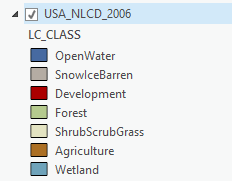 USA_NLCD_2006
LC_CLASS
OpenWater
SnowIceBarren
Development
Forest
ShrubScrubGrass
Agriculture
Wetland